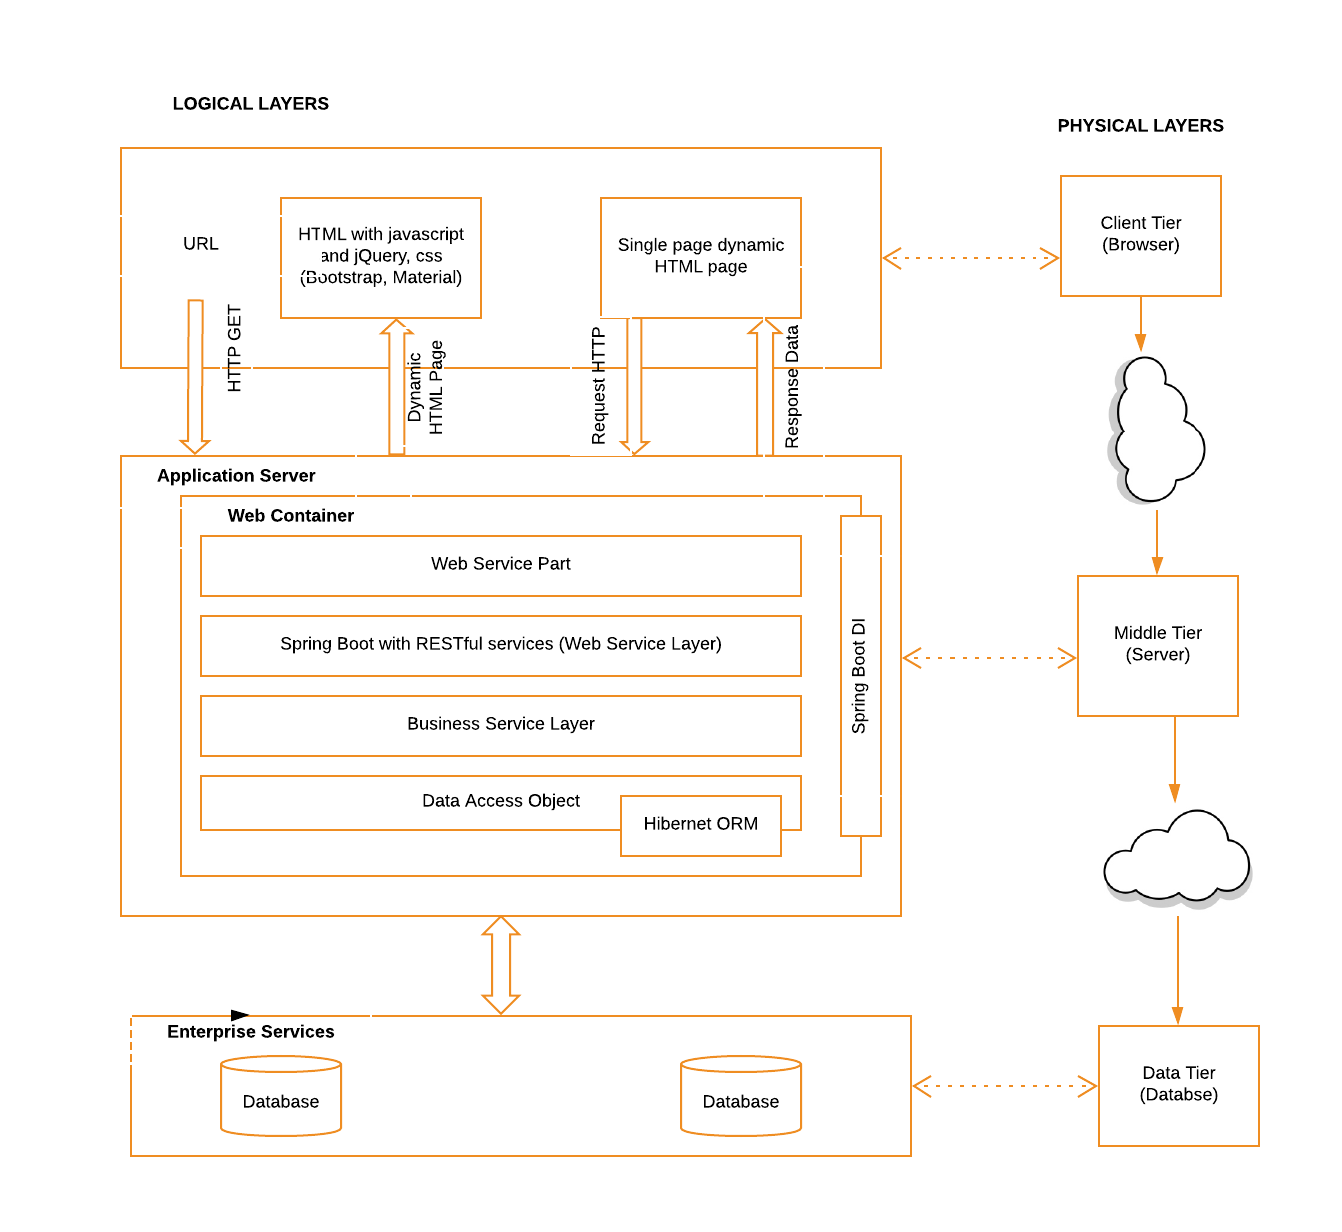 LOGICAL LAYERS
PHYSICAL LAYERS
URL
HTML with javascript
and jQuery, css
(Bootstrap, Material)
Single page dynamic
HTML page
Client Tier
(Browser)
HTTP GET
Dynamic
HTML Page
Request HTTP
Response Data
Application Server
Web Container
Web Service Part
Spring Boot with RESTful services (Web Service Layer)
Business Service Layer
Data Access Object
Hibernet ORM
Spring Boot DI
Middle Tier
(Server)
Enterprise Services
Database
Database
Data Tier
(Databse)